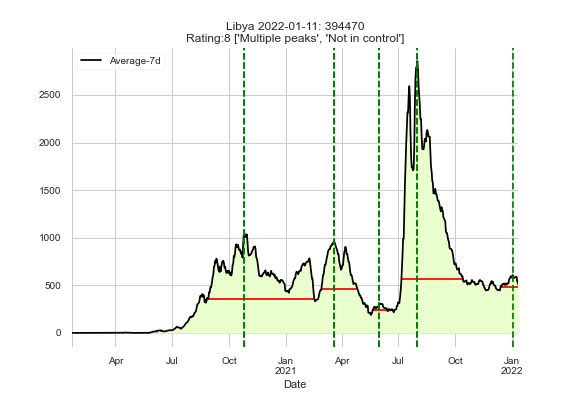 Libya 2022-01-11: 394470
Rating:8 ['Multiple peaks', 'Not in control']
Average-7d
2500
2000
1500
1000
500
0
Apr Jul Oct Jan Apr Jul Oct Jan
2021 2022
Date